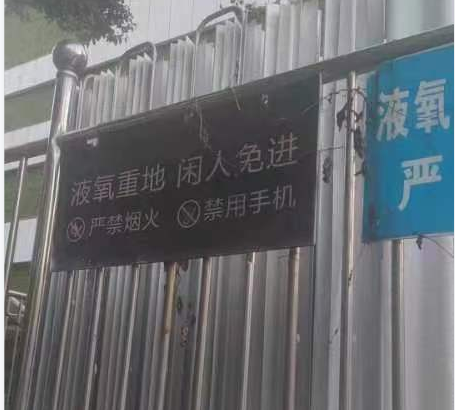 液氧重地 闲人免进
严禁烟火 禁用手机
液氧
严